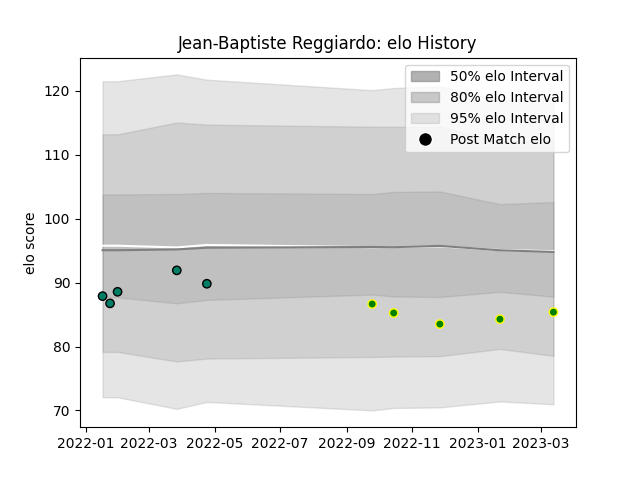 Jean-Baptiste Reggiardo: elo History
50% elo Interval
80% elo Interval
95% elo Interval
Post Match elo
elo score
120
110
100
90
80
70
2022-01 2022-03 2022-05 2022-07 2022-09 2022-11 2023-01 2023-03